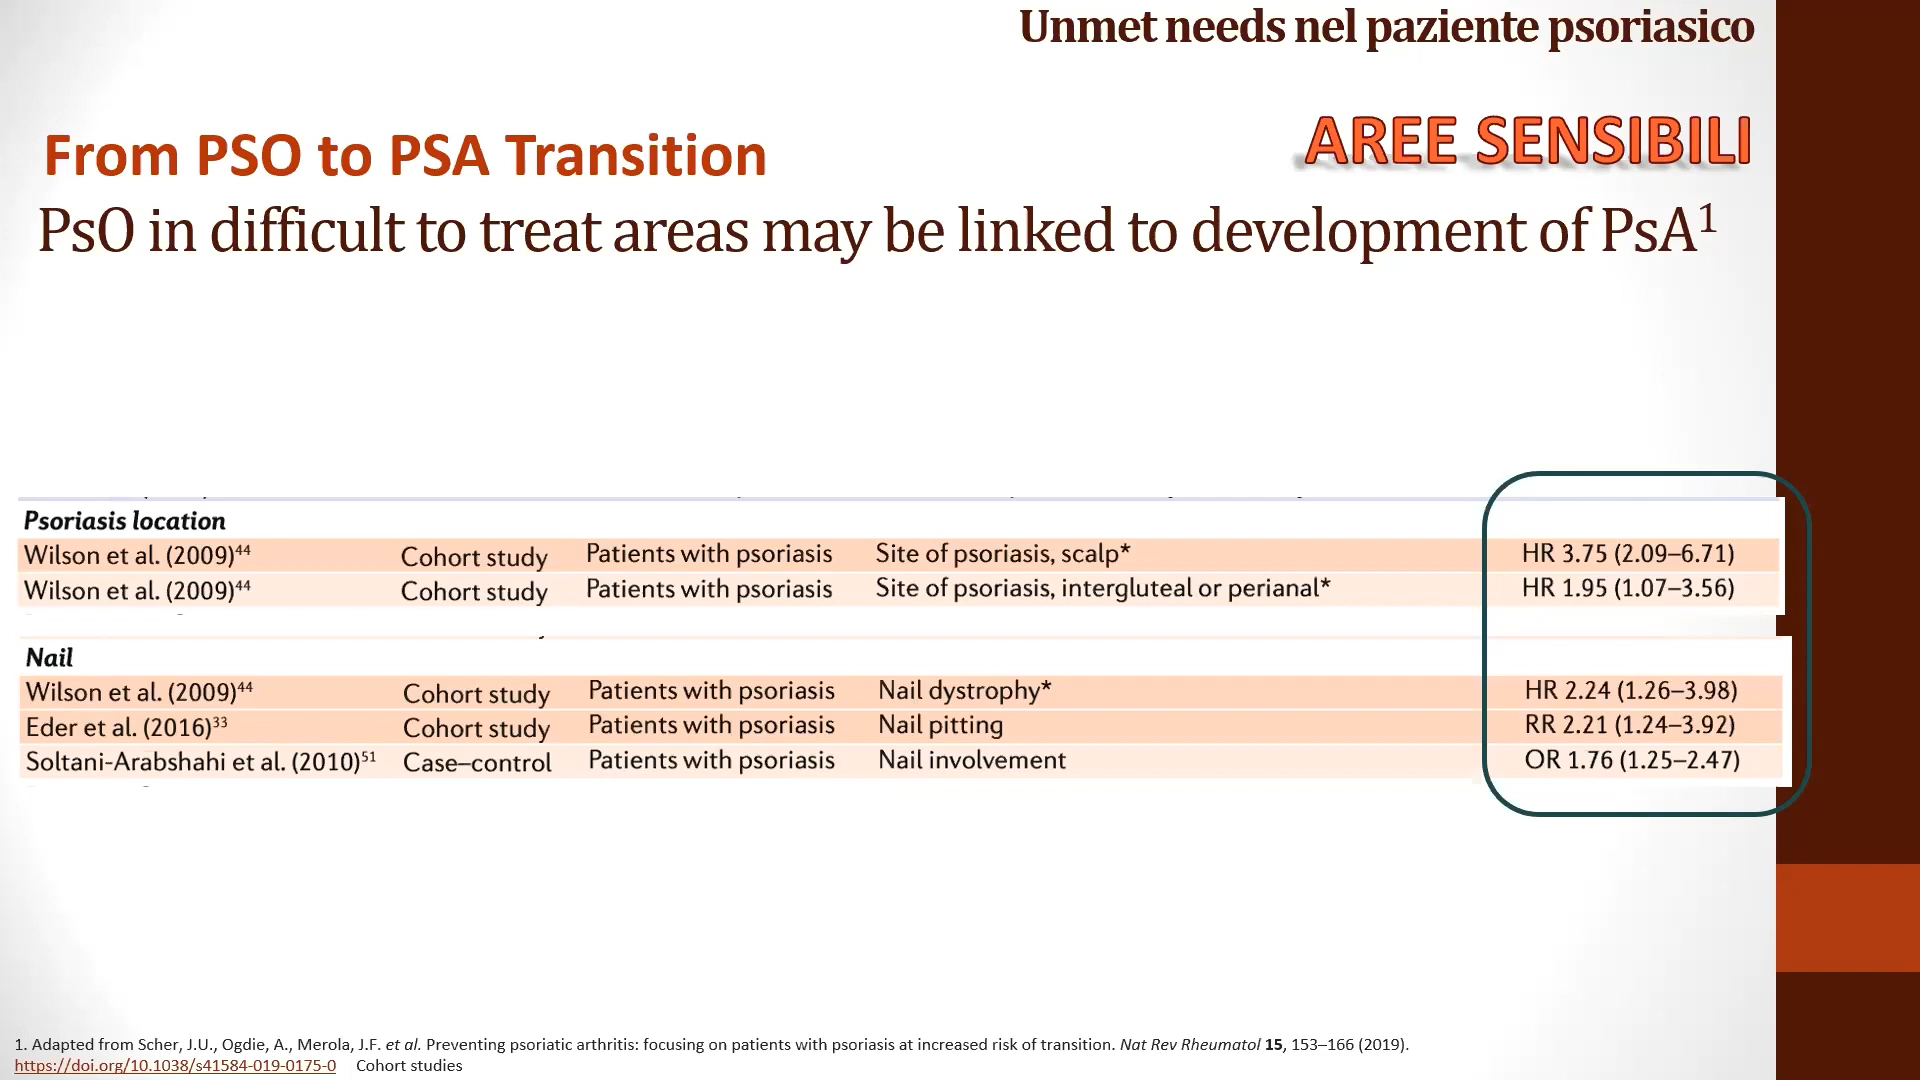 Unmet needs nel paziente psoriasico
AREE SENSIBILI
From PSO to PSA Transition
PsO in difficult to treat areas may be linked to development of PsA¹
Psoriasis location
Wilson et al. (2009)⁴⁴ Cohort study Patients with psoriasis Site of psoriasis, scalp* HR 3.75 (2.09–6.71)
Wilson et al. (2009)⁴⁴ Cohort study Patients with psoriasis Site of psoriasis, intergluteal or perianal* HR 1.95 (1.07–3.56)
Nail
Wilson et al. (2009)⁴⁴ Cohort study Patients with psoriasis Nail dystrophy* HR 2.24 (1.26–3.98)
Eder et al. (2016)³³ Cohort study Patients with psoriasis Nail pitting RR 2.21 (1.24–3.92)
Soltani-Arabshahi et al. (2010)⁵¹ Case–control Patients with psoriasis Nail involvement OR 1.76 (1.25–2.47)
1. Adapted from Scher, J.U., Ogdie, A., Merola, J.F. et al. Preventing psoriatic arthritis: focusing on patients with psoriasis at increased risk of transition. Nat Rev Rheumatol 15, 153–166 (2019).
https://doi.org/10.1038/s41584-019-0175-0 Cohort studies